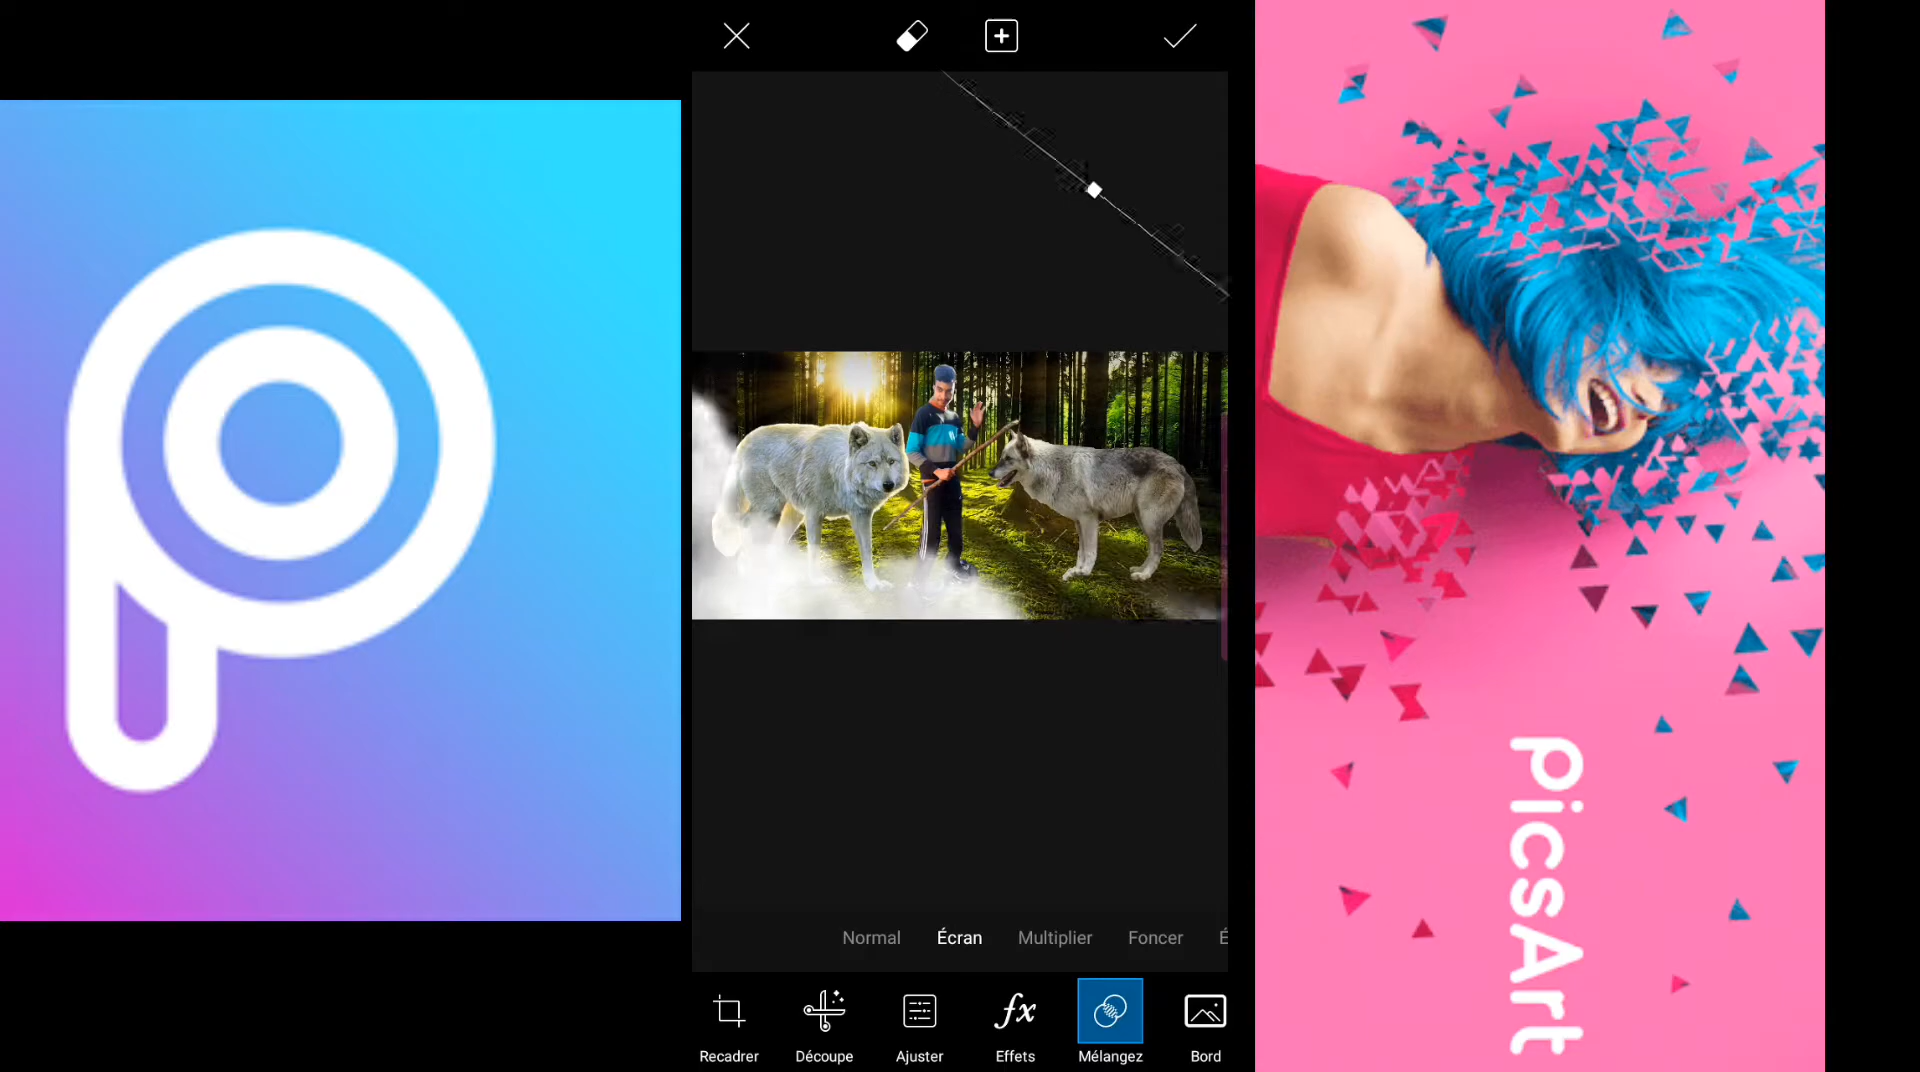 Normal Écran Multiplier Foncer É
Recadrer Découpe Ajuster Effets Mélangez Bord
PicsArt